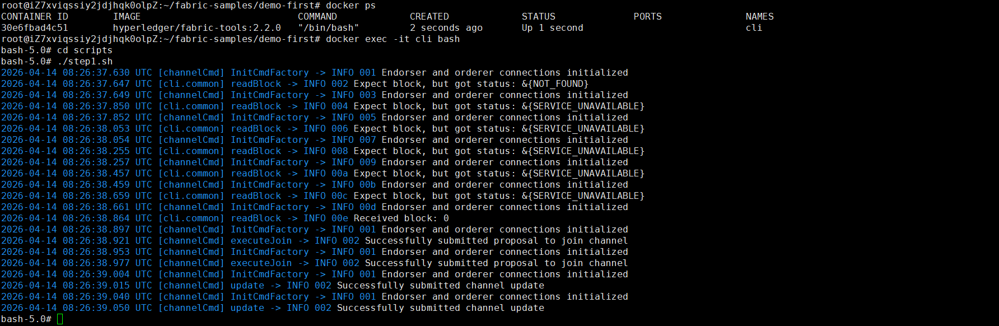 root@iZ7xviqssiy2jdjhqk0olpZ:~/fabric-samples/demo-first# docker ps
CONTAINER ID        IMAGE                            COMMAND             CREATED             STATUS              PORTS               NAMES
30e6fbad4c51        hyperledger/fabric-tools:2.2.0   "/bin/bash"         2 seconds ago       Up 1 second                             cli
root@iZ7xviqssiy2jdjhqk0olpZ:~/fabric-samples/demo-first# docker exec -it cli bash
bash-5.0# cd scripts
bash-5.0# ./step1.sh
2026-04-14 08:26:37.630 UTC [channelCmd] InitCmdFactory -> INFO 001 Endorser and orderer connections initialized
2026-04-14 08:26:37.647 UTC [cli.common] readBlock -> INFO 002 Expect block, but got status: &{NOT_FOUND}
2026-04-14 08:26:37.649 UTC [channelCmd] InitCmdFactory -> INFO 003 Endorser and orderer connections initialized
2026-04-14 08:26:37.850 UTC [cli.common] readBlock -> INFO 004 Expect block, but got status: &{SERVICE_UNAVAILABLE}
2026-04-14 08:26:37.852 UTC [channelCmd] InitCmdFactory -> INFO 005 Endorser and orderer connections initialized
2026-04-14 08:26:38.053 UTC [cli.common] readBlock -> INFO 006 Expect block, but got status: &{SERVICE_UNAVAILABLE}
2026-04-14 08:26:38.054 UTC [channelCmd] InitCmdFactory -> INFO 007 Endorser and orderer connections initialized
2026-04-14 08:26:38.255 UTC [cli.common] readBlock -> INFO 008 Expect block, but got status: &{SERVICE_UNAVAILABLE}
2026-04-14 08:26:38.257 UTC [channelCmd] InitCmdFactory -> INFO 009 Endorser and orderer connections initialized
2026-04-14 08:26:38.457 UTC [cli.common] readBlock -> INFO 00a Expect block, but got status: &{SERVICE_UNAVAILABLE}
2026-04-14 08:26:38.459 UTC [channelCmd] InitCmdFactory -> INFO 00b Endorser and orderer connections initialized
2026-04-14 08:26:38.659 UTC [cli.common] readBlock -> INFO 00c Expect block, but got status: &{SERVICE_UNAVAILABLE}
2026-04-14 08:26:38.661 UTC [channelCmd] InitCmdFactory -> INFO 00d Endorser and orderer connections initialized
2026-04-14 08:26:38.864 UTC [cli.common] readBlock -> INFO 00e Received block: 0
2026-04-14 08:26:38.897 UTC [channelCmd] InitCmdFactory -> INFO 001 Endorser and orderer connections initialized
2026-04-14 08:26:38.921 UTC [channelCmd] executeJoin -> INFO 002 Successfully submitted proposal to join channel
2026-04-14 08:26:38.953 UTC [channelCmd] InitCmdFactory -> INFO 001 Endorser and orderer connections initialized
2026-04-14 08:26:38.977 UTC [channelCmd] executeJoin -> INFO 002 Successfully submitted proposal to join channel
2026-04-14 08:26:39.004 UTC [channelCmd] InitCmdFactory -> INFO 001 Endorser and orderer connections initialized
2026-04-14 08:26:39.015 UTC [channelCmd] update -> INFO 002 Successfully submitted channel update
2026-04-14 08:26:39.040 UTC [channelCmd] InitCmdFactory -> INFO 001 Endorser and orderer connections initialized
2026-04-14 08:26:39.050 UTC [channelCmd] update -> INFO 002 Successfully submitted channel update
bash-5.0#